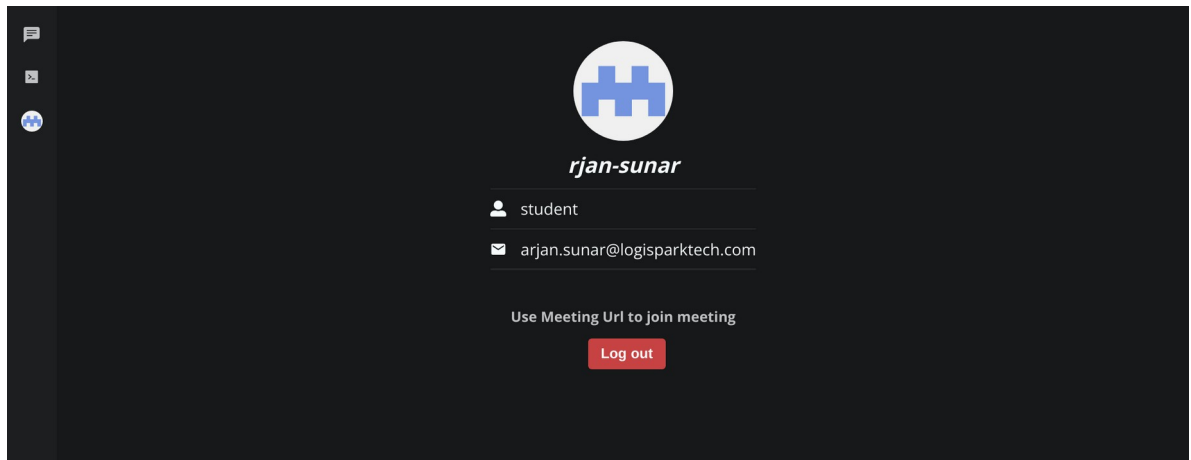 rjan-sunar
student
arjan.sunar@logisparktech.com
Use Meeting Url to join meeting
Log out